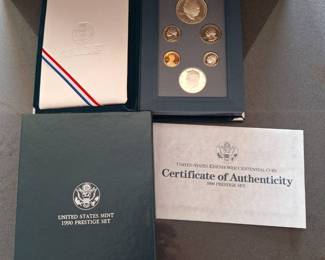 UNITED STATES MINT
1990 PRESTIGE SET
UNITED STATES EISENHOWER CENTENNIAL COIN
Certificate of Authenticity
1990 PRESTIGE SET